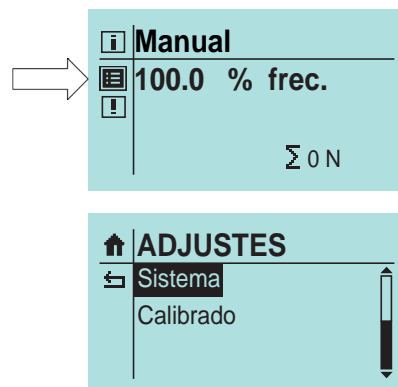 Manual
100.0 % frec.
Σ 0 N
ADJUSTES
Sistema
Calibrado